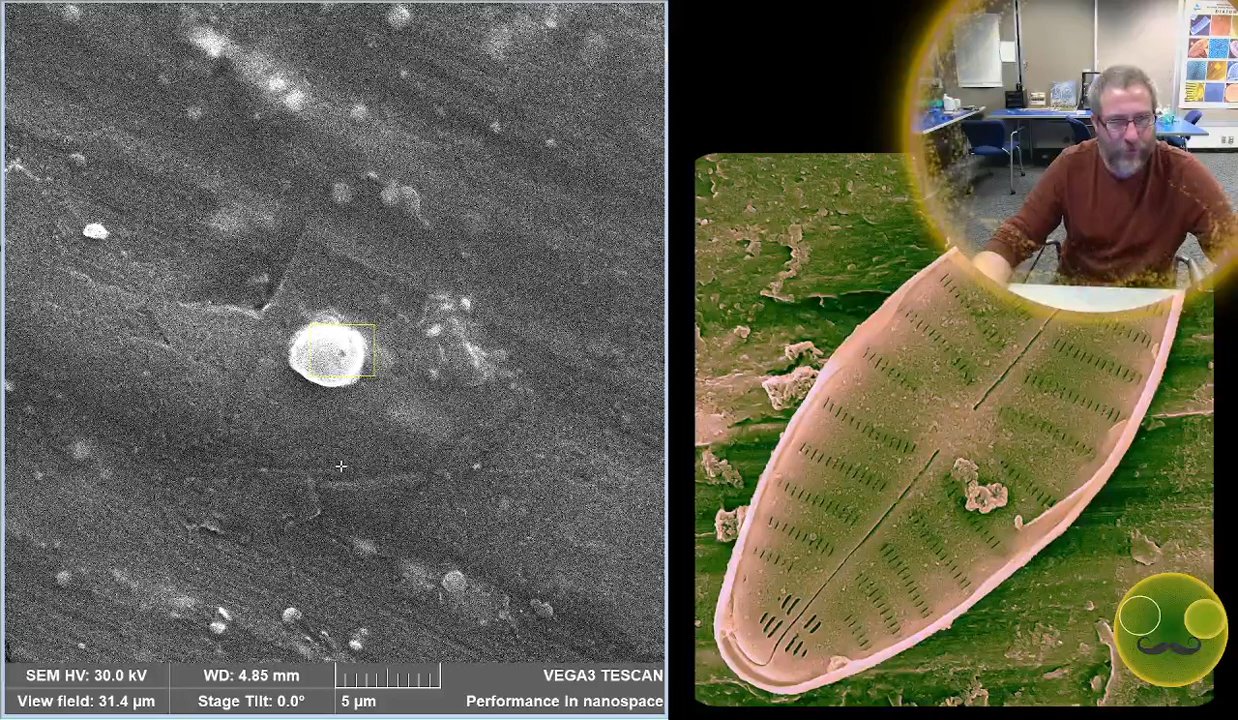 SEM HV: 30.0 kV
WD: 4.85 mm
VEGA3 TESCAN
View field: 31.4 µm
Stage Tilt: 0.0°
5 µm
Performance in nanospace